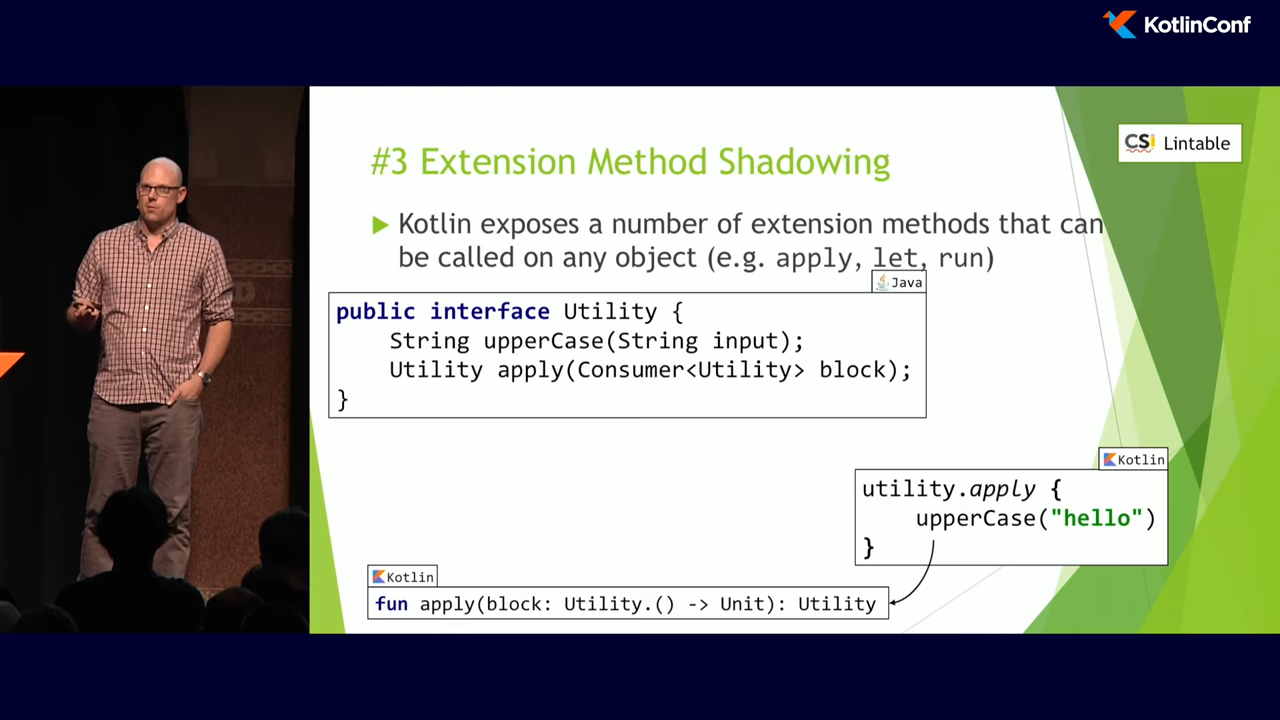 KotlinConf
CSi Lintable
#3 Extension Method Shadowing
Kotlin exposes a number of extension methods that can
be called on any object (e.g. apply, let, run)
Java
public interface Utility {
String upperCase(String input);
Utility apply(Consumer<Utility> block);
}
Kotlin
utility.apply {
upperCase("hello")
}
Kotlin
fun apply(block: Utility.() -> Unit): Utility